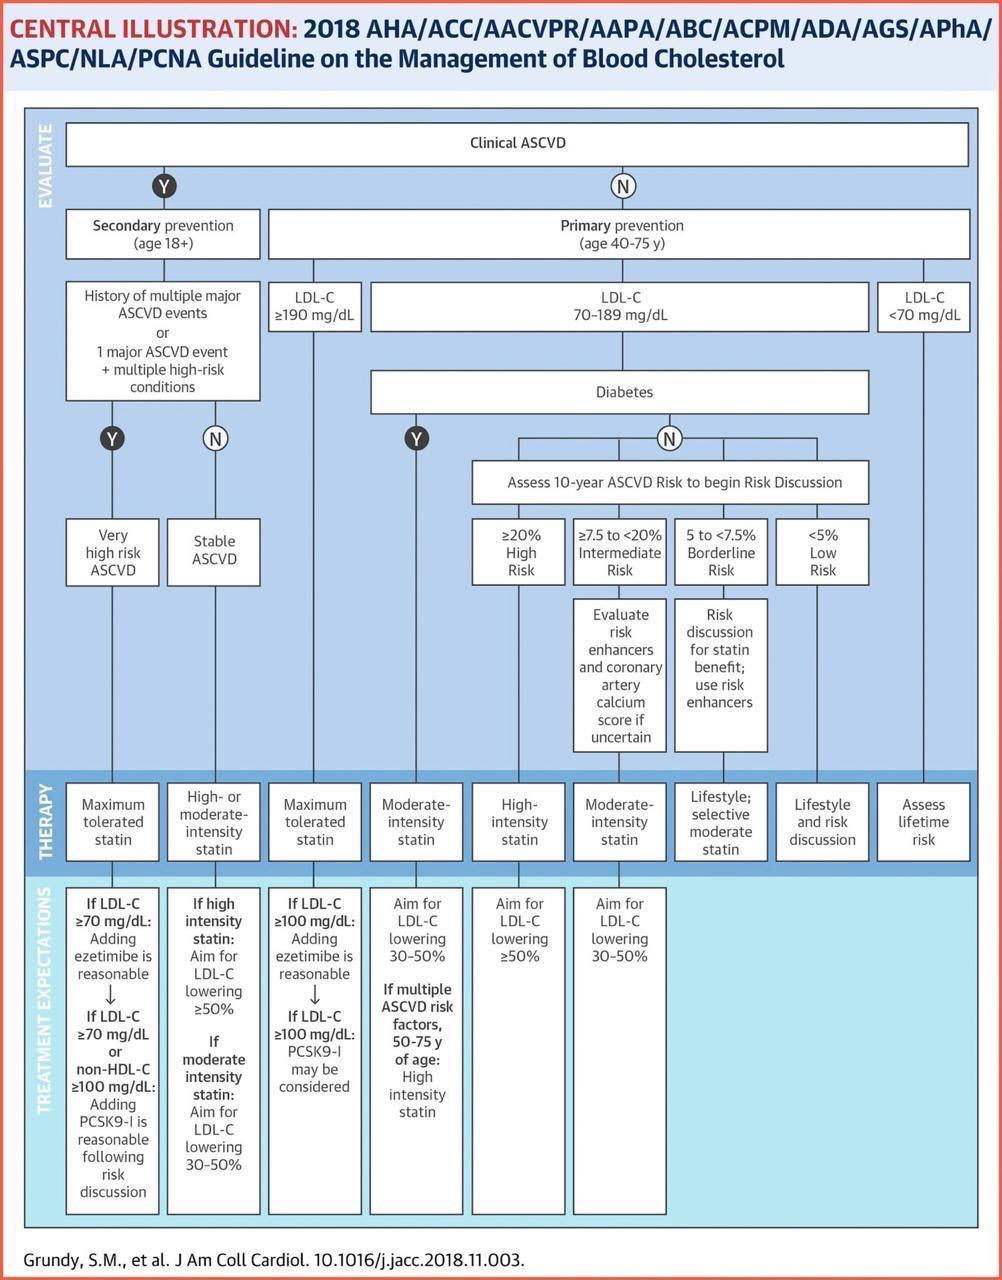 CENTRAL ILLUSTRATION: 2018 AHA/ACC/AACVPR/AAPA/ABC/ACPM/ADA/AGS/APhA/
ASPC/NLA/PCNA Guideline on the Management of Blood Cholesterol
EVALUATE
Clinical ASCVD
Y
N
Secondary prevention
(age 18+)
Primary prevention
(age 40-75 y)
History of multiple major
ASCVD events
or
1 major ASCVD event
+ multiple high-risk
conditions
LDL-C
≥190 mg/dL
LDL-C
70-189 mg/dL
LDL-C
<70 mg/dL
Diabetes
Y
N
Y
N
Assess 10-year ASCVD Risk to begin Risk Discussion
Very
high risk
ASCVD
Stable
ASCVD
≥20%
High
Risk
≥7.5 to <20%
Intermediate
Risk
5 to <7.5%
Borderline
Risk
<5%
Low
Risk
Evaluate
risk
enhancers
and coronary
artery
calcium
score if
uncertain
Risk
discussion
for statin
benefit;
use risk
enhancers
THERAPY
Maximum
tolerated
statin
High- or
moderate-
intensity
statin
Maximum
tolerated
statin
Moderate-
intensity
statin
High-
intensity
statin
Moderate-
intensity
statin
Lifestyle;
selective
moderate
statin
Lifestyle
and risk
discussion
Assess
lifetime
risk
TREATMENT EXPECTATIONS
If LDL-C
≥70 mg/dL:
Adding
ezetimibe is
reasonable
↓
If LDL-C
≥70 mg/dL
or
non-HDL-C
≥100 mg/dL:
Adding
PCSK9-I is
reasonable
following
risk
discussion
If high
intensity
statin:
Aim for
LDL-C
lowering
≥50%
If
moderate
intensity
statin:
Aim for
LDL-C
lowering
30-50%
If LDL-C
≥100 mg/dL:
Adding
ezetimibe is
reasonable
↓
If LDL-C
≥100 mg/dL:
PCSK9-I
may be
considered
Aim for
LDL-C
lowering
30-50%
If multiple
ASCVD risk
factors,
50-75 y
of age:
High
intensity
statin
Aim for
LDL-C
lowering
≥50%
Aim for
LDL-C
lowering
30-50%
Grundy, S.M., et al. J Am Coll Cardiol. 10.1016/j.jacc.2018.11.003.